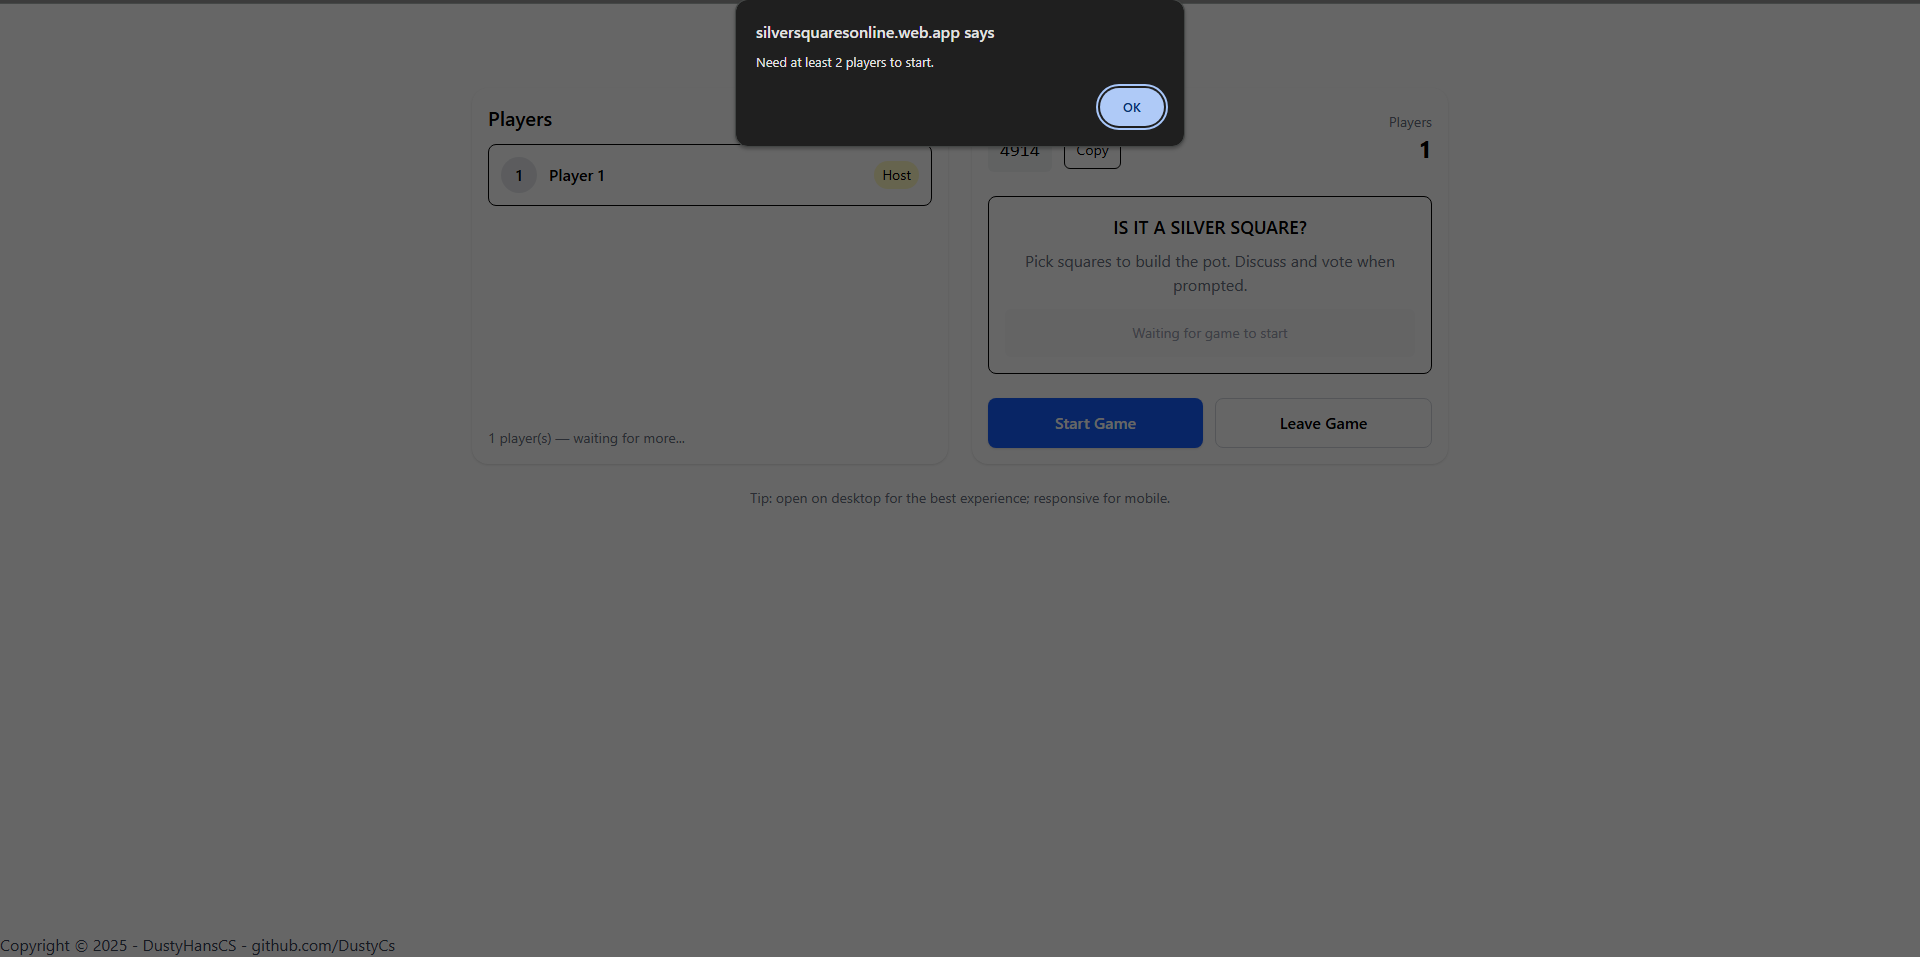 silversquaresonline.web.app says
Need at least 2 players to start.
OK
Players
1
Player 1
Host
1 player(s) — waiting for more...
4914
Copy
Players
1
IS IT A SILVER SQUARE?
Pick squares to build the pot. Discuss and vote when
prompted.
Waiting for game to start
Start Game
Leave Game
Tip: open on desktop for the best experience; responsive for mobile.
Copyright © 2025 - DustyHansCS - github.com/DustyCs